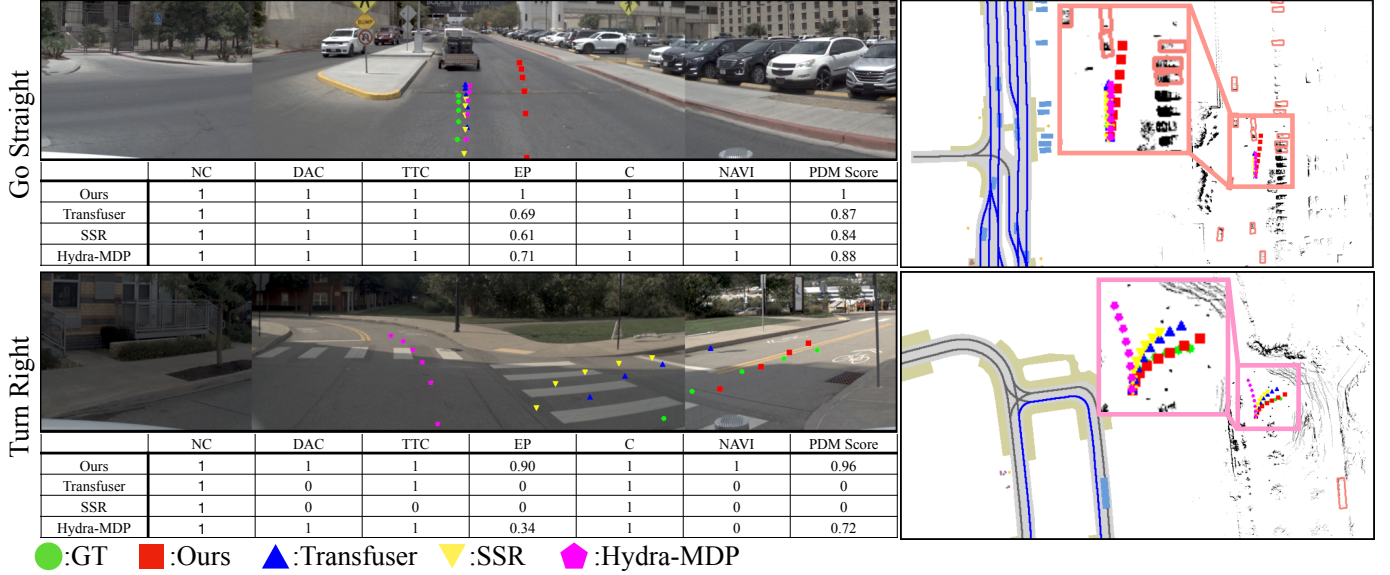 Go Straight
BUMP
NC DAC TTC EP C NAVI PDM Score
Ours 1 1 1 1 1 1 1
Transfuser 1 1 1 0.69 1 1 0.87
SSR 1 1 1 0.61 1 1 0.84
Hydra-MDP 1 1 1 0.71 1 1 0.88
Turn Right
NC DAC TTC EP C NAVI PDM Score
Ours 1 1 1 0.90 1 1 0.96
Transfuser 1 0 1 0 1 0 0
SSR 1 0 0 0 1 0 0
Hydra-MDP 1 1 1 0.34 1 0 0.72
:GT :Ours :Transfuser :SSR :Hydra-MDP